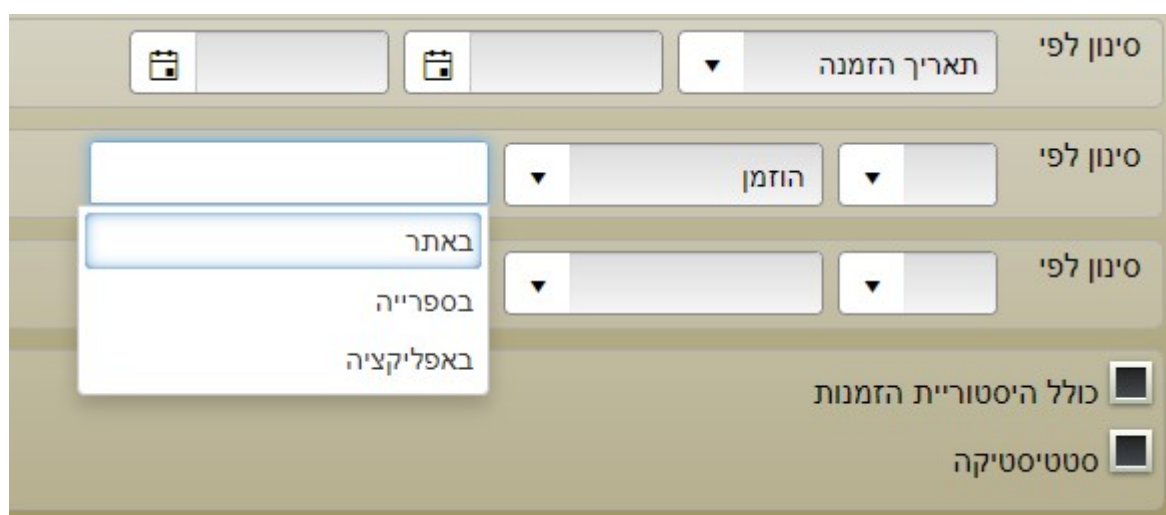 סינון לפי תאריך הזמנה
סינון לפי הוזמן
באתר
סינון לפי
בספרייה
באפליקציה
כולל היסטוריית הזמנות
סטטיסטיקה